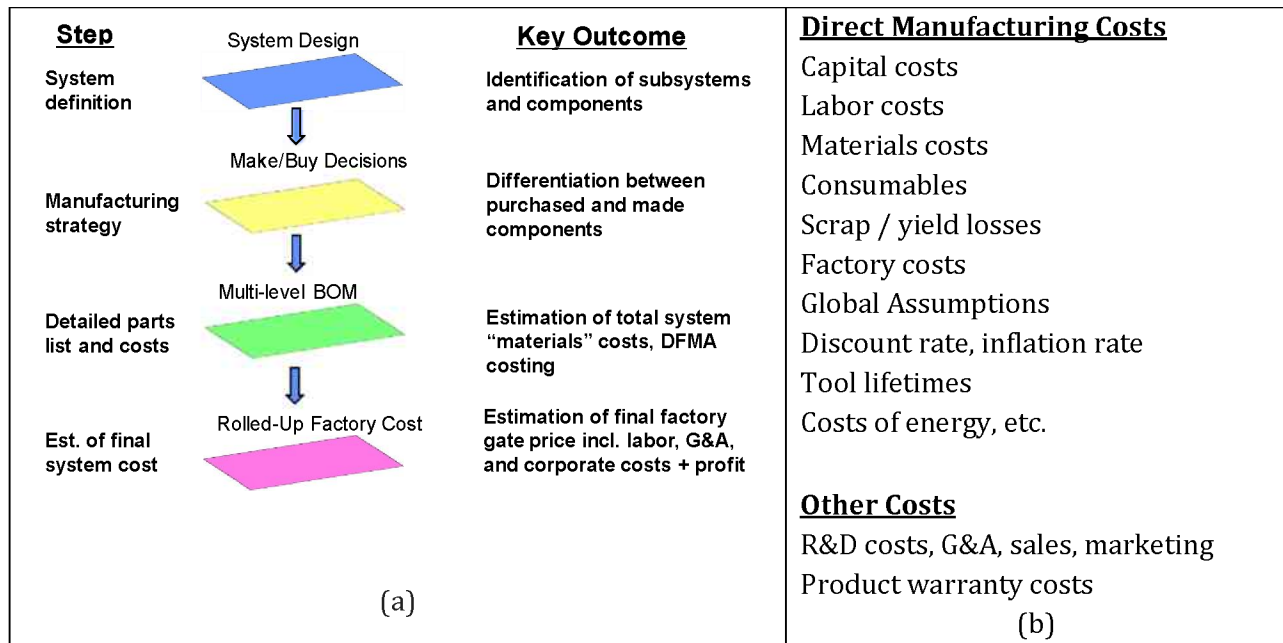 Step
System Design
Key Outcome
System
definition
Identification of subsystems
and components
Make/Buy Decisions
Manufacturing
strategy
Differentiation between
purchased and made
components
Multi-level BOM
Detailed parts
list and costs
Estimation of total system
“materials” costs, DFMA
costing
Rolled-Up Factory Cost
Est. of final
system cost
Estimation of final factory
gate price incl. labor, G&A,
and corporate costs + profit
(a)
Direct Manufacturing Costs
Capital costs
Labor costs
Materials costs
Consumables
Scrap / yield losses
Factory costs
Global Assumptions
Discount rate, inflation rate
Tool lifetimes
Costs of energy, etc.
Other Costs
R&D costs, G&A, sales, marketing
Product warranty costs
(b)